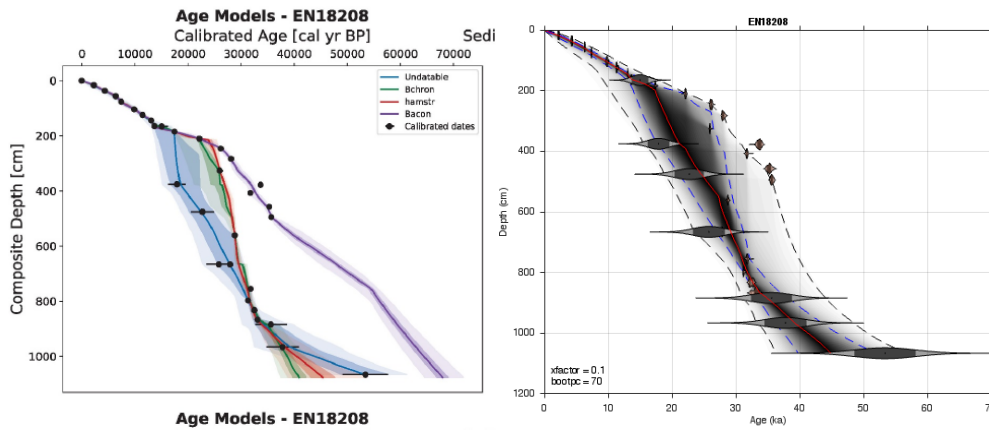 Age Models - EN18208
Calibrated Age [cal yr BP]
Sedi
0 10000 20000 30000 40000 50000 60000 70000
Composite Depth [cm]
0
200
400
600
800
1000
Undatable
Bchron
hamstr
Bacon
Calibrated dates
Age Models - EN18208
EN18208
Depth (cm)
0
200
400
600
800
1000
1200
xfactor = 0.1
bootpc = 70
0 10 20 30 40 50 60 70
Age (ka)